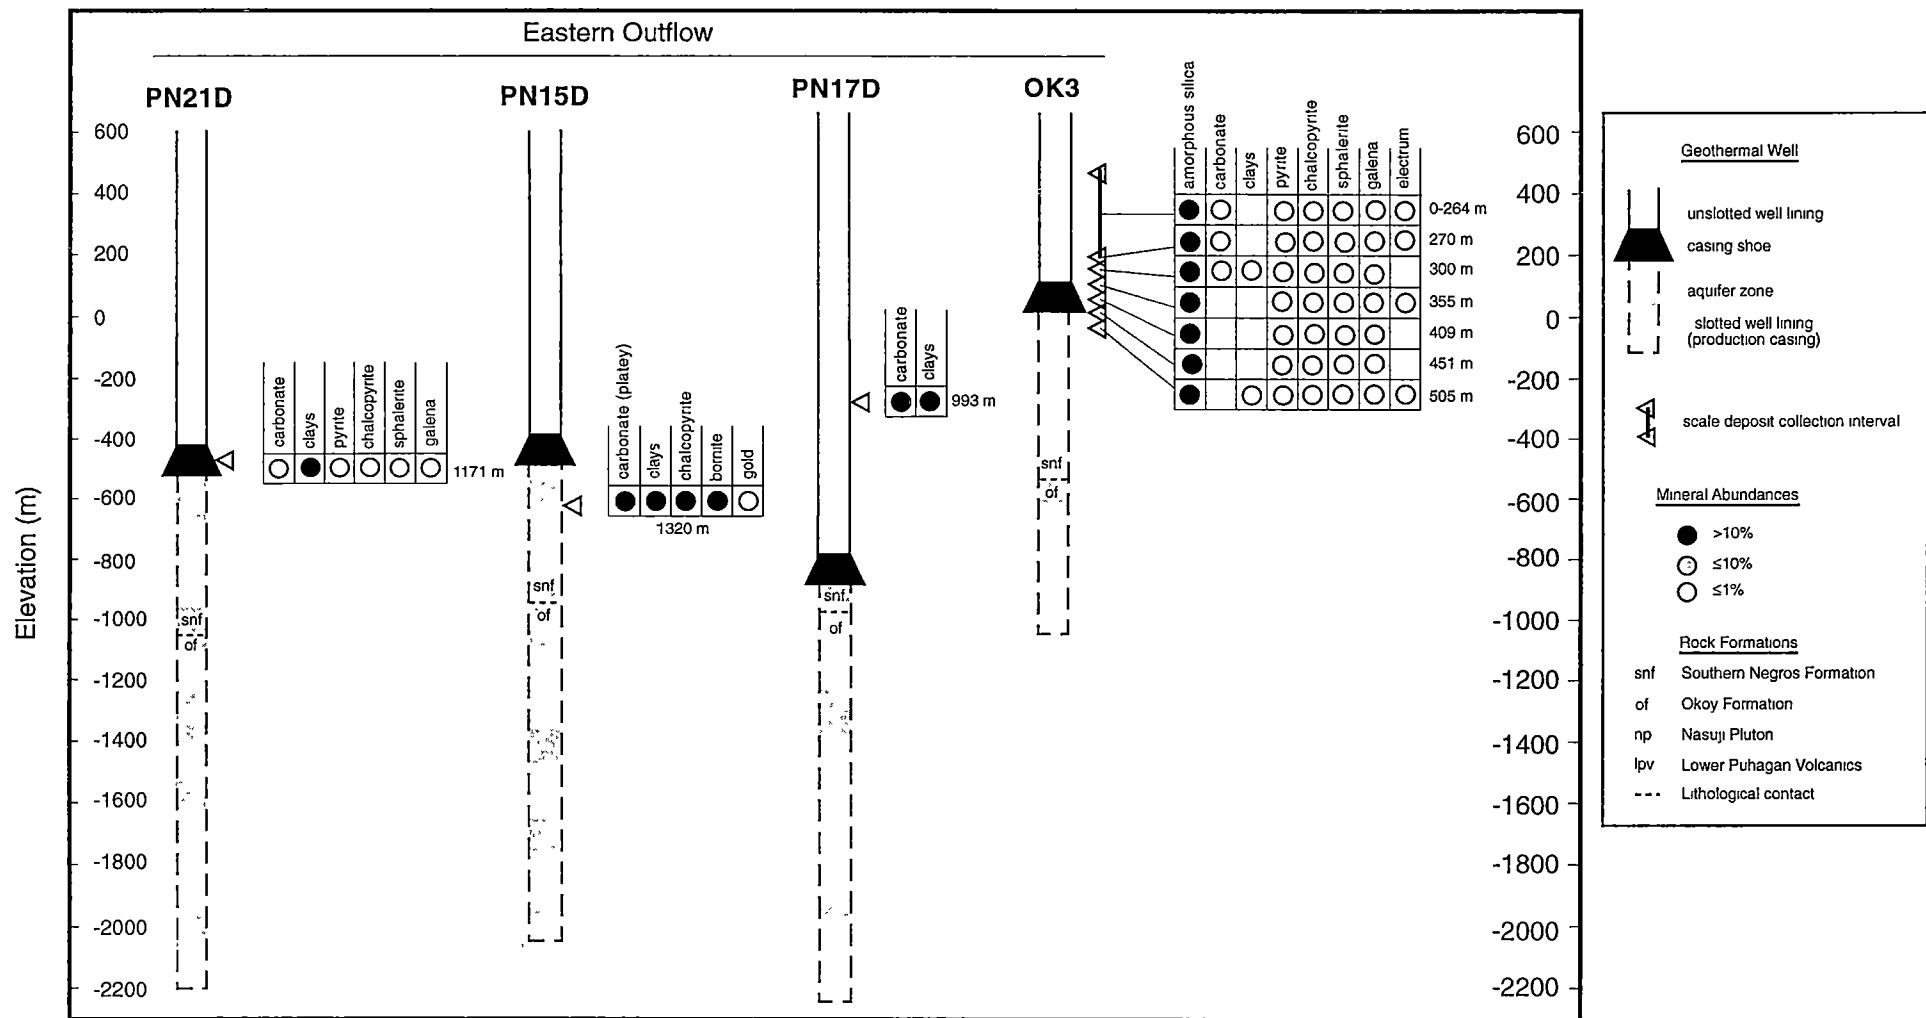 Eastern Outflow
PN21D
PN15D
PN17D
OK3
Elevation (m)
600
400
200
0
-200
-400
-600
-800
-1000
-1200
-1400
-1600
-1800
-2000
-2200
carbonate
clays
pyrite
chalcopyrite
sphalerite
galena
1171 m
snf
of
carbonate (platey)
clays
chalcopyrite
bornite
gold
1320 m
snf
of
carbonate
clays
993 m
snf
of
amorphous silica
carbonate
clays
pyrite
chalcopyrite
sphalerite
galena
electrum
0-264 m
270 m
300 m
355 m
409 m
451 m
505 m
snf
of
600
400
200
0
-200
-400
-600
-800
-1000
-1200
-1400
-1600
-1800
-2000
-2200
Geothermal Well
unslotted well lining
casing shoe
aquifer zone
slotted well lining
(production casing)
scale deposit collection interval
Mineral Abundances
>10%
≤10%
≤1%
Rock Formations
snf Southern Negros Formation
of Okoy Formation
np Nasuji Pluton
lpv Lower Puhagan Volcanics
Lithological contact